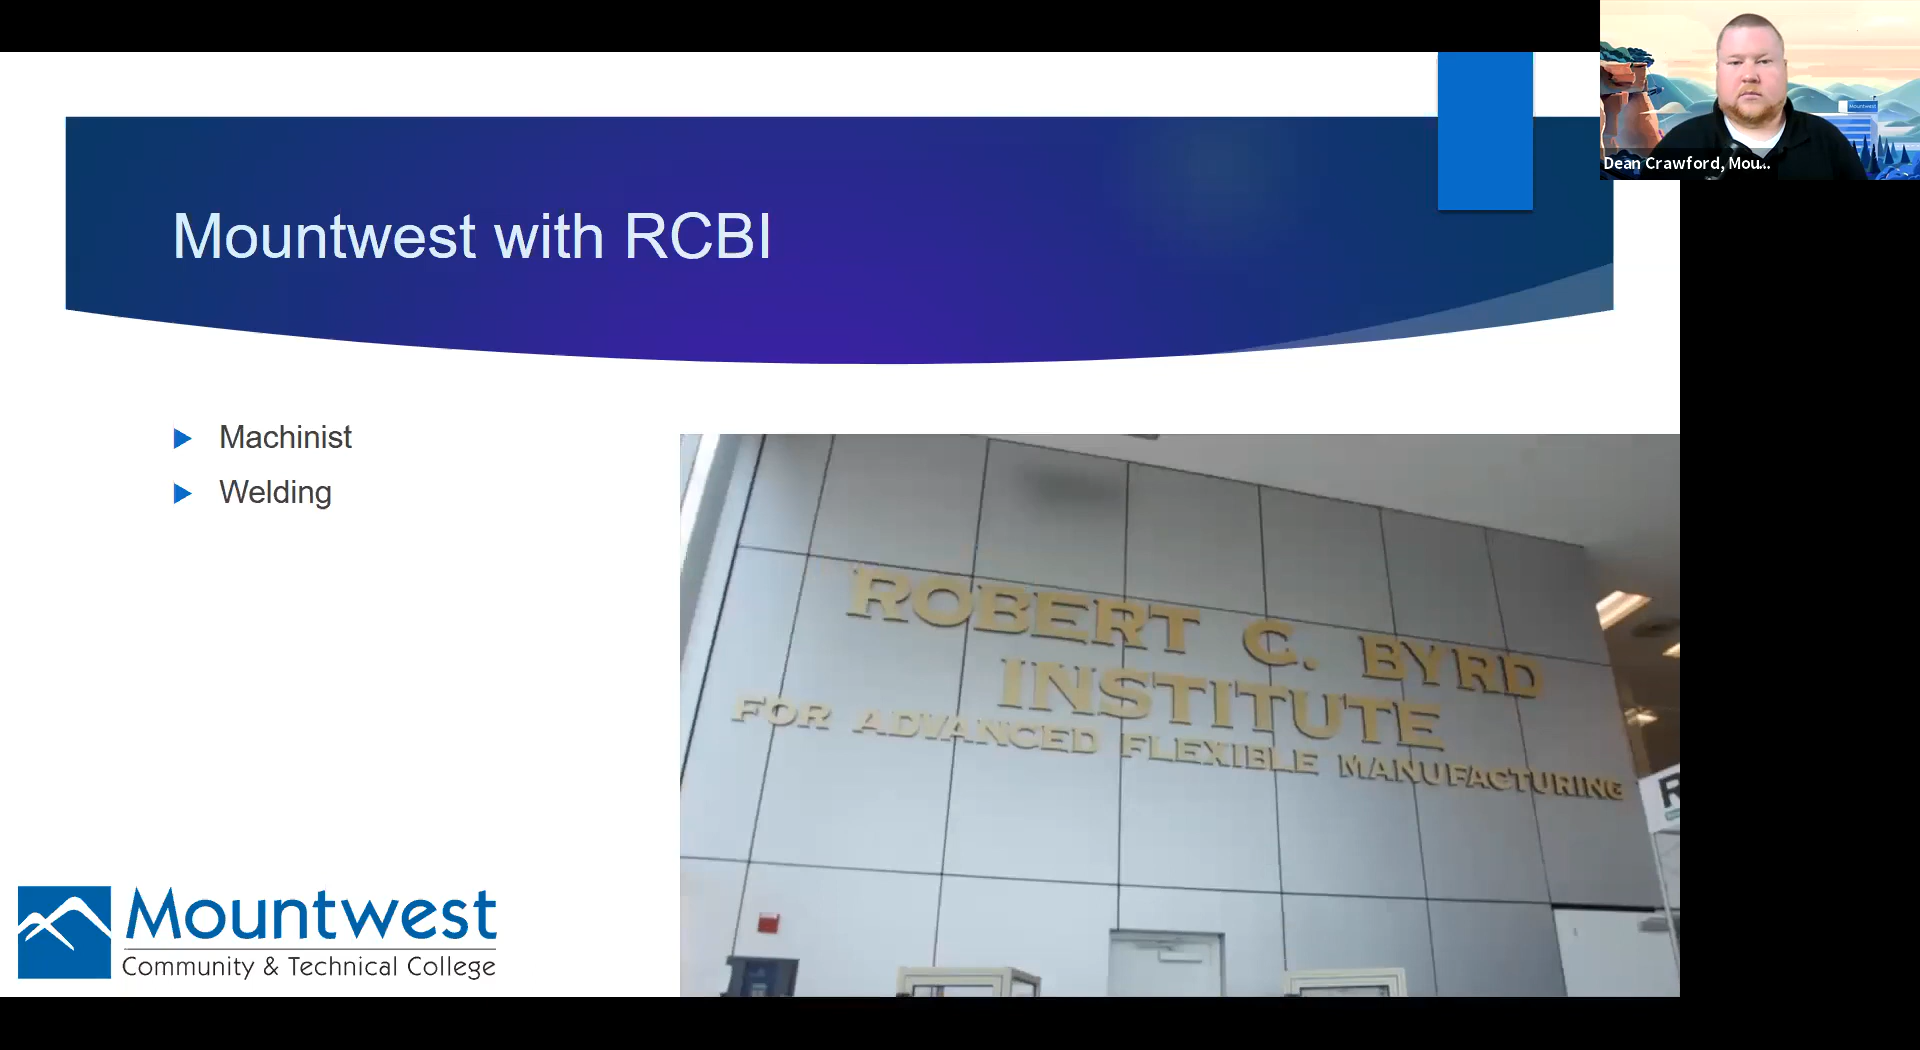 Mountwest with RCBI
Dean Crawford, Mou...
Machinist
Welding
ROBERT C. BYRD
INSTITUTE
FOR ADVANCED FLEXIBLE MANUFACTURING
R
Mountwest
Community & Technical College
Mountwest